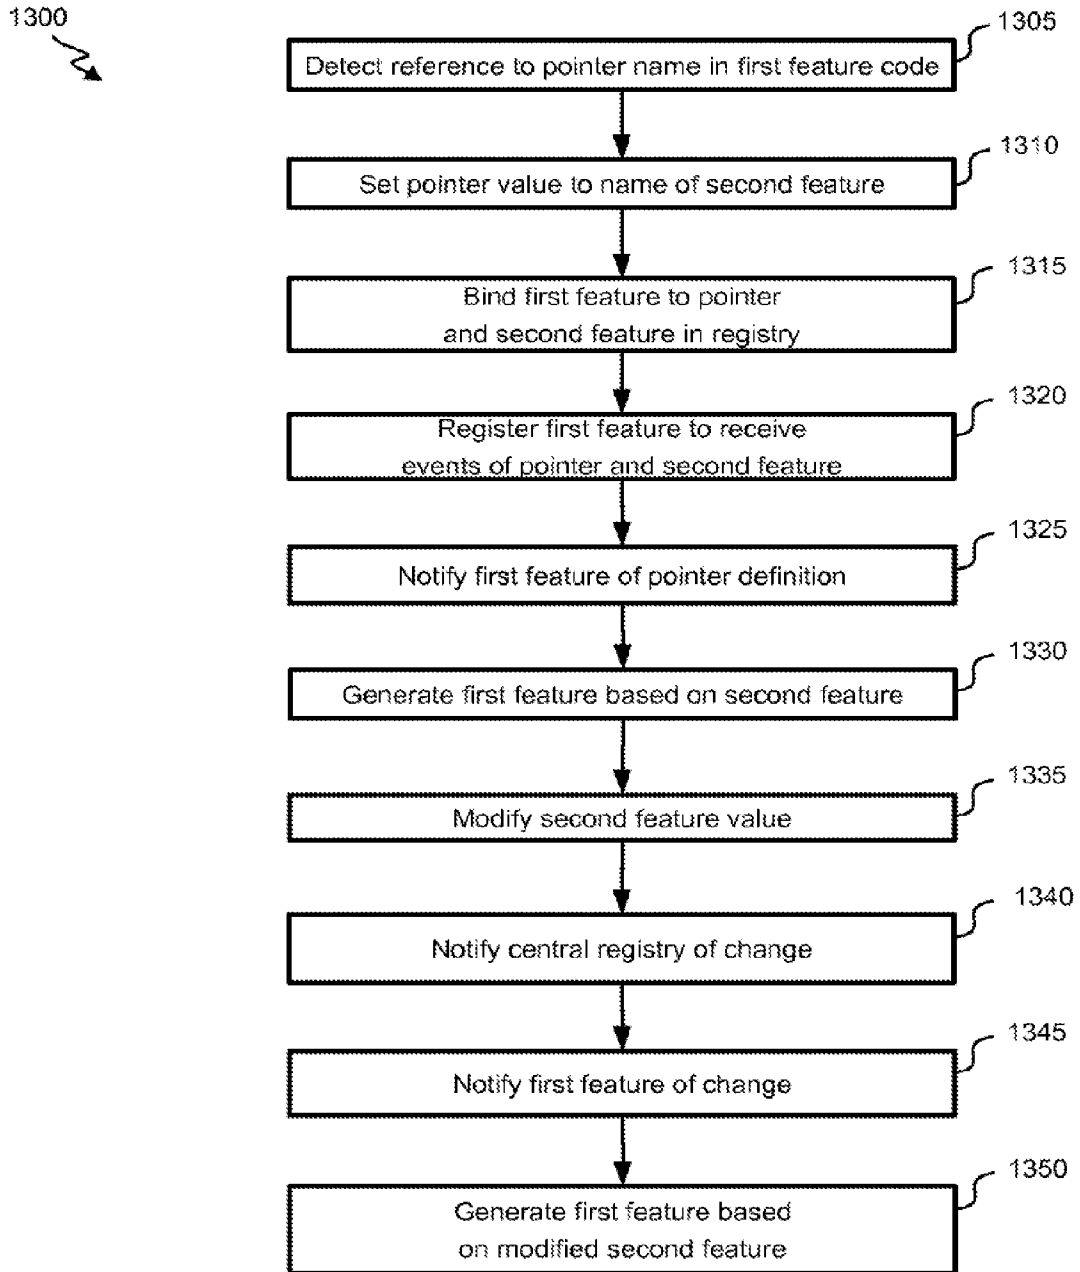 1300
1305
Detect reference to pointer name in first feature code
1310
Set pointer value to name of second feature
1315
Bind first feature to pointer
and second feature in registry
1320
Register first feature to receive
events of pointer and second feature
1325
Notify first feature of pointer definition
1330
Generate first feature based on second feature
1335
Modify second feature value
1340
Notify central registry of change
1345
Notify first feature of change
1350
Generate first feature based
on modified second feature